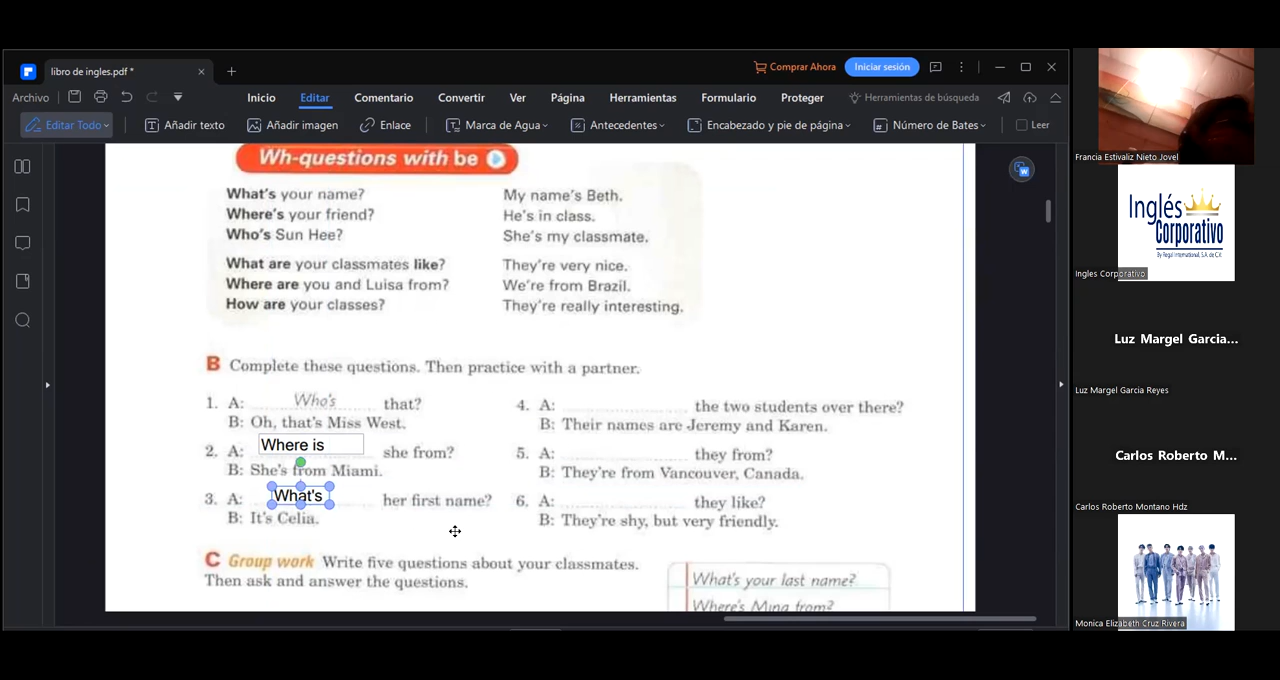 libro de ingles.pdf *
Comprar Ahora
Iniciar sesión
Archivo
Inicio
Editar
Comentario
Convertir
Ver
Página
Herramientas
Formulario
Proteger
Herramientas de búsqueda
Editar Todo
Añadir texto
Añadir imagen
Enlace
Marca de Agua
Antecedentes
Encabezado y pie de página
Número de Bates
Leer
Wh-questions with be
What's your name? My name's Beth.
Where's your friend? He's in class.
Who's Sun Hee? She's my classmate.
What are your classmates like? They're very nice.
Where are you and Luisa from? We're from Brazil.
How are your classes? They're really interesting.
B Complete these questions. Then practice with a partner.
1. A: Who's that?
B: Oh, that's Miss West.
2. A: Where is she from?
B: She's from Miami.
3. A: What's her first name?
B: It's Celia.
4. A: the two students over there?
B: Their names are Jeremy and Karen.
5. A: they from?
B: They're from Vancouver, Canada.
6. A: they like?
B: They're shy, but very friendly.
C Group work Write five questions about your classmates.
Then ask and answer the questions.
What's your last name?
Where's Ming from?
Francia Estivaliz Nieto Jovel
Inglés
Corporativo
By Regal International, S.A. de C.V.
Ingles Corporativo
Luz Margel Garcia...
Luz Margel Garcia Reyes
Carlos Roberto M...
Carlos Roberto Montano Hdz
Monica Elizabeth Cruz Rivera